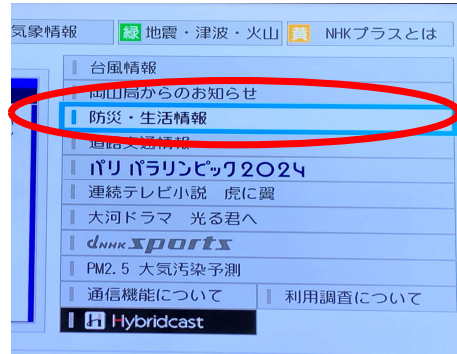 気象情報 緑 地震・津波・火山 黄 NHKプラスとは
台風情報
岡山局からのお知らせ
防災・生活情報
道路交通情報
パリ パラリンピック2024
連続テレビ小説 虎に翼
大河ドラマ 光る君へ
dNHK sports
PM2.5 大気汚染予測
通信機能について 利用調査について
Hybridcast